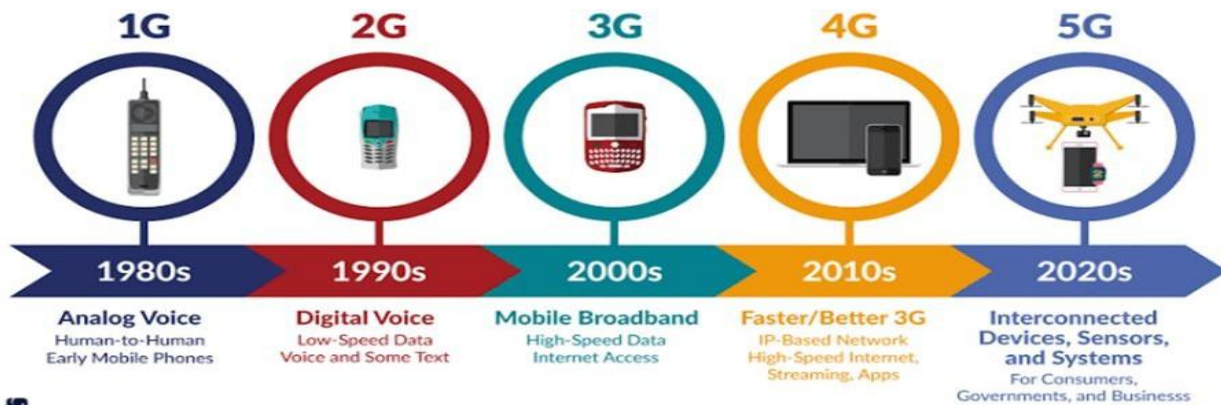 1G
2G
3G
4G
5G
1980s
1990s
2000s
2010s
2020s
Analog Voice
Human-to-Human
Early Mobile Phones
Digital Voice
Low-Speed Data
Voice and Some Text
Mobile Broadband
High-Speed Data
Internet Access
Faster/Better 3G
IP-Based Network
High-Speed Internet,
Streaming, Apps
Interconnected
Devices, Sensors,
and Systems
For Consumers,
Governments, and Businesss